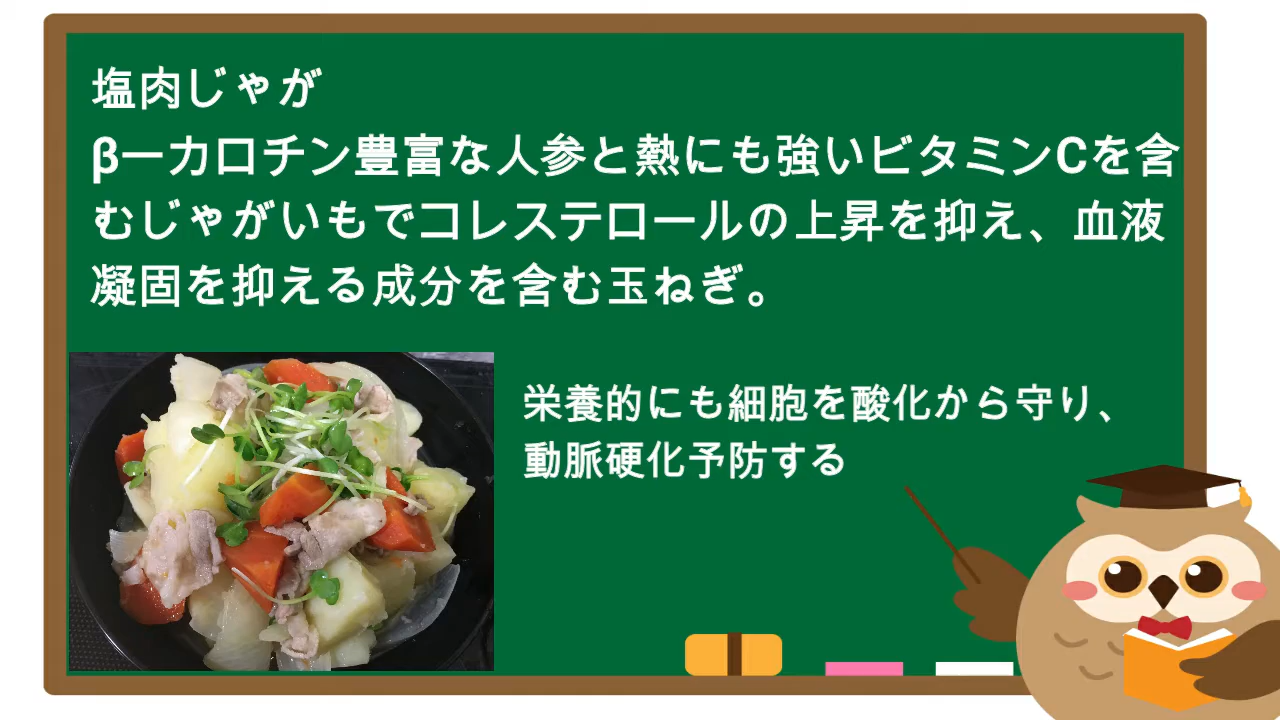 塩肉じゃが
β一カロチン豊富な人参と熱にも強いビタミンCを含
むじゃがいもでコレステロールの上昇を抑え、血液
凝固を抑える成分を含む玉ねぎ。
栄養的にも細胞を酸化から守り、
動脈硬化予防する